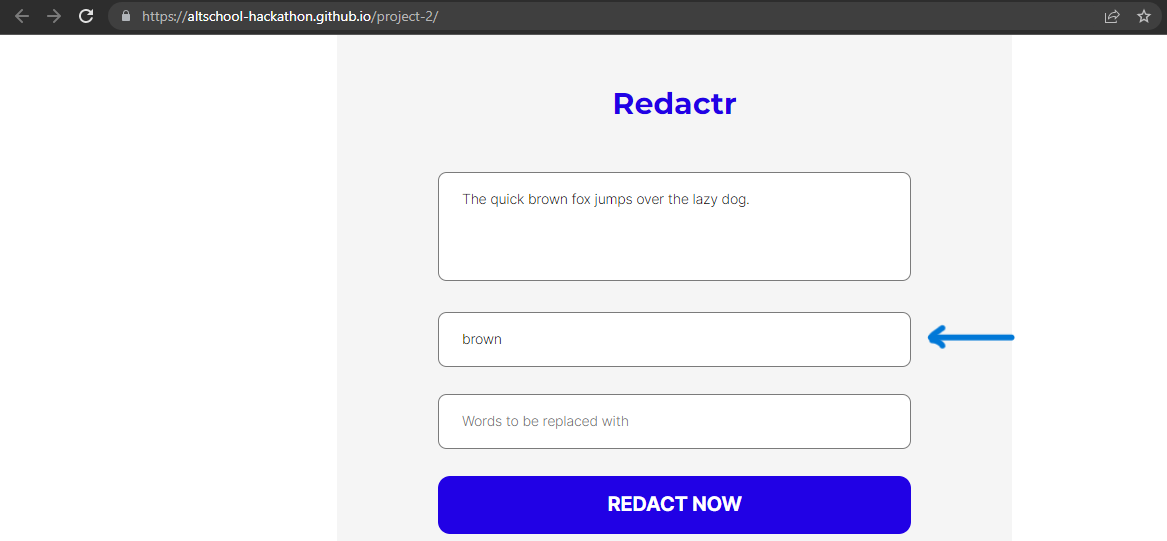 https://altschool-hackathon.github.io/project-2/
Redactr
The quick brown fox jumps over the lazy dog.
brown
Words to be replaced with
REDACT NOW